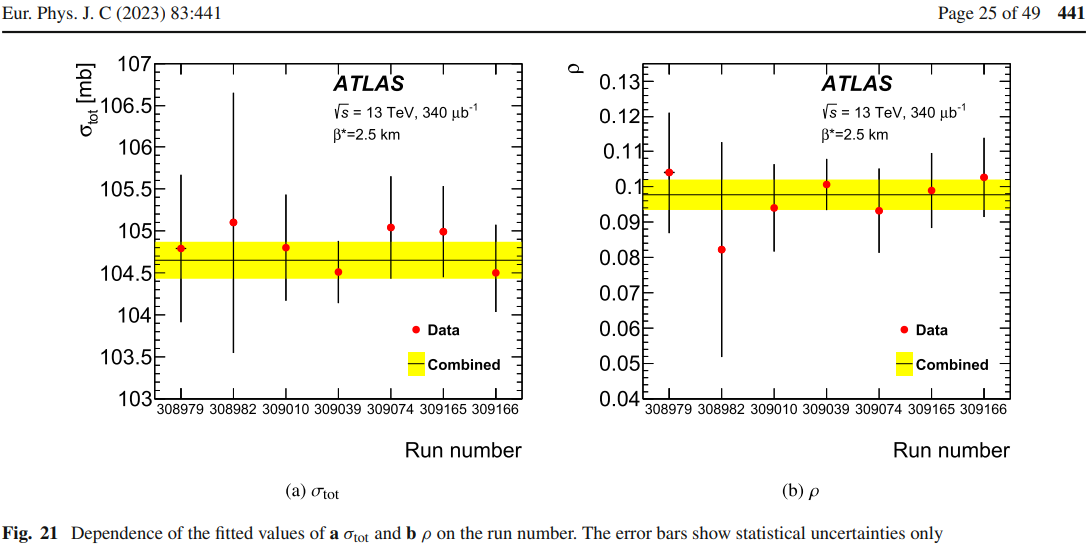 Eur. Phys. J. C (2023) 83:441
Page 25 of 49 441
σtot [mb]
107
106.5
106
105.5
105
104.5
104
103.5
103
ATLAS
√s = 13 TeV, 340 μb⁻¹
β*=2.5 km
Data
Combined
308979 308982 309010 309039 309074 309165 309166
Run number
(a) σtot
ρ
0.13
0.12
0.11
0.1
0.09
0.08
0.07
0.06
0.05
0.04
ATLAS
√s = 13 TeV, 340 μb⁻¹
β*=2.5 km
Data
Combined
308979 308982 309010 309039 309074 309165 309166
Run number
(b) ρ
Fig. 21 Dependence of the fitted values of a σtot and b ρ on the run number. The error bars show statistical uncertainties only